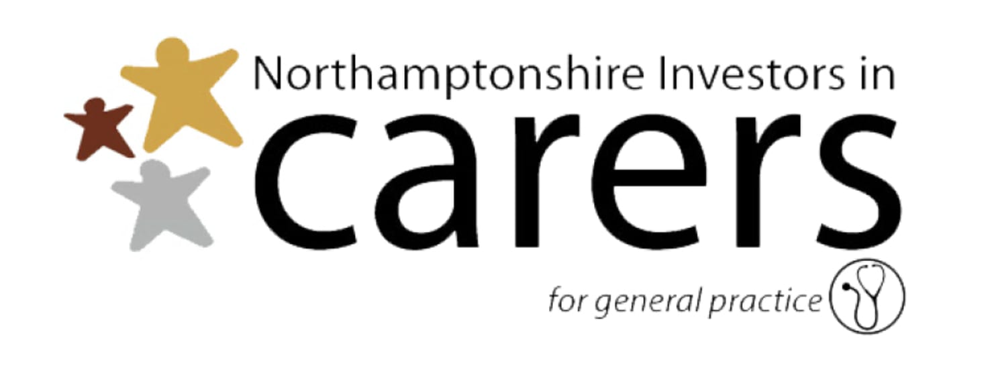 Northamptonshire Investors in
carers
for general practice